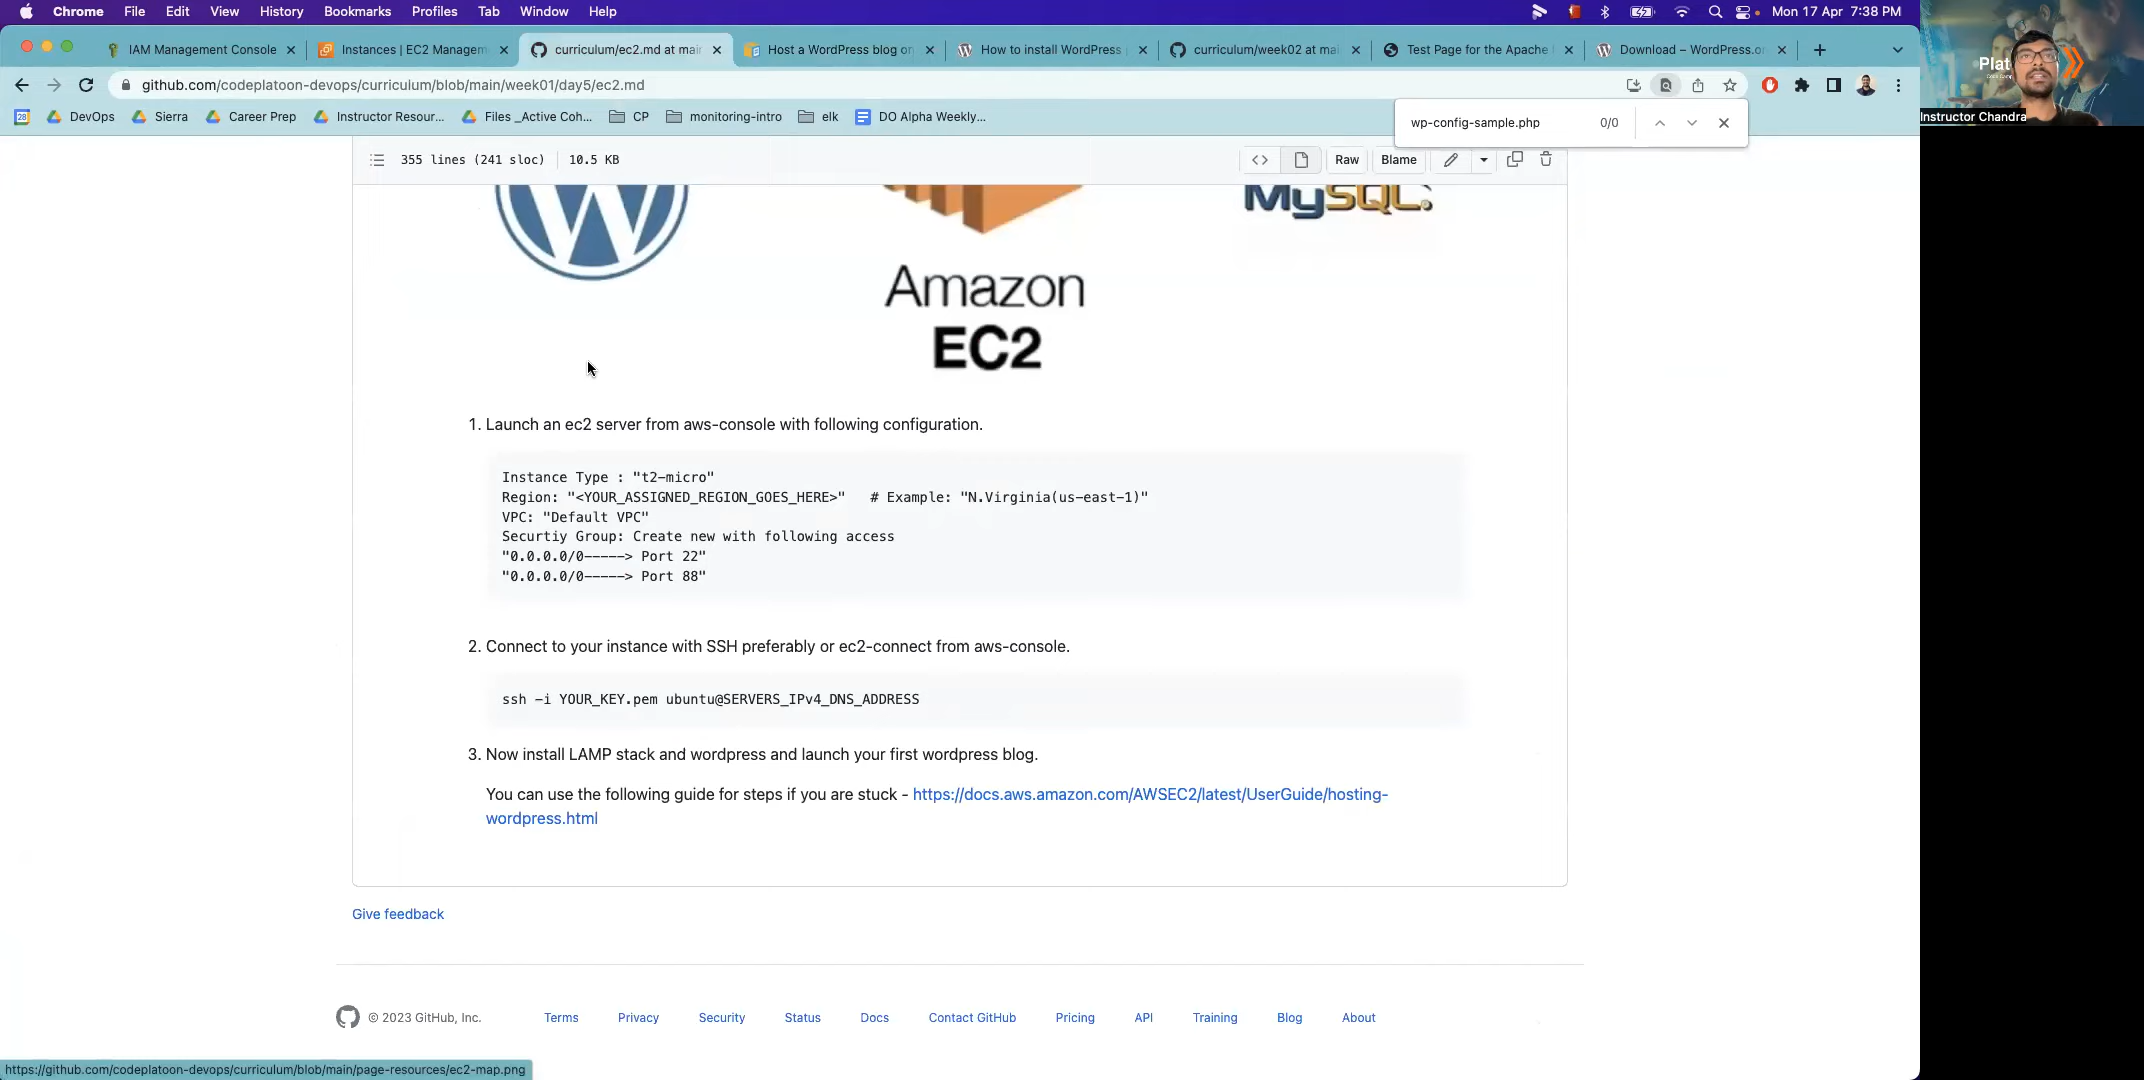 Chrome File Edit View History Bookmarks Profiles Tab Window Help Mon 17 Apr 7:38 PM
IAM Management Console Instances | EC2 Managem curriculum/ec2.md at mai Host a WordPress blog on How to install WordPress curriculum/week02 at mai Test Page for the Apache Download – WordPress.o
github.com/codeplatoon-devops/curriculum/blob/main/week01/day5/ec2.md
28 DevOps Sierra Career Prep Instructor Resour... Files _Active Coh... CP monitoring-intro elk DO Alpha Weekly...
wp-config-sample.php 0/0
Plat
Instructor Chandra
355 lines (241 sloc) 10.5 KB Raw Blame
MySQL
Amazon
EC2
1. Launch an ec2 server from aws-console with following configuration.
Instance Type : "t2-micro"
Region: "<YOUR_ASSIGNED_REGION_GOES_HERE>" # Example: "N.Virginia(us-east-1)"
VPC: "Default VPC"
Securtiy Group: Create new with following access
"0.0.0.0/0-----> Port 22"
"0.0.0.0/0-----> Port 88"
2. Connect to your instance with SSH preferably or ec2-connect from aws-console.
ssh -i YOUR_KEY.pem ubuntu@SERVERS_IPv4_DNS_ADDRESS
3. Now install LAMP stack and wordpress and launch your first wordpress blog.
You can use the following guide for steps if you are stuck - https://docs.aws.amazon.com/AWSEC2/latest/UserGuide/hosting-
wordpress.html
Give feedback
© 2023 GitHub, Inc. Terms Privacy Security Status Docs Contact GitHub Pricing API Training Blog About
https://github.com/codeplatoon-devops/curriculum/blob/main/page-resources/ec2-map.png